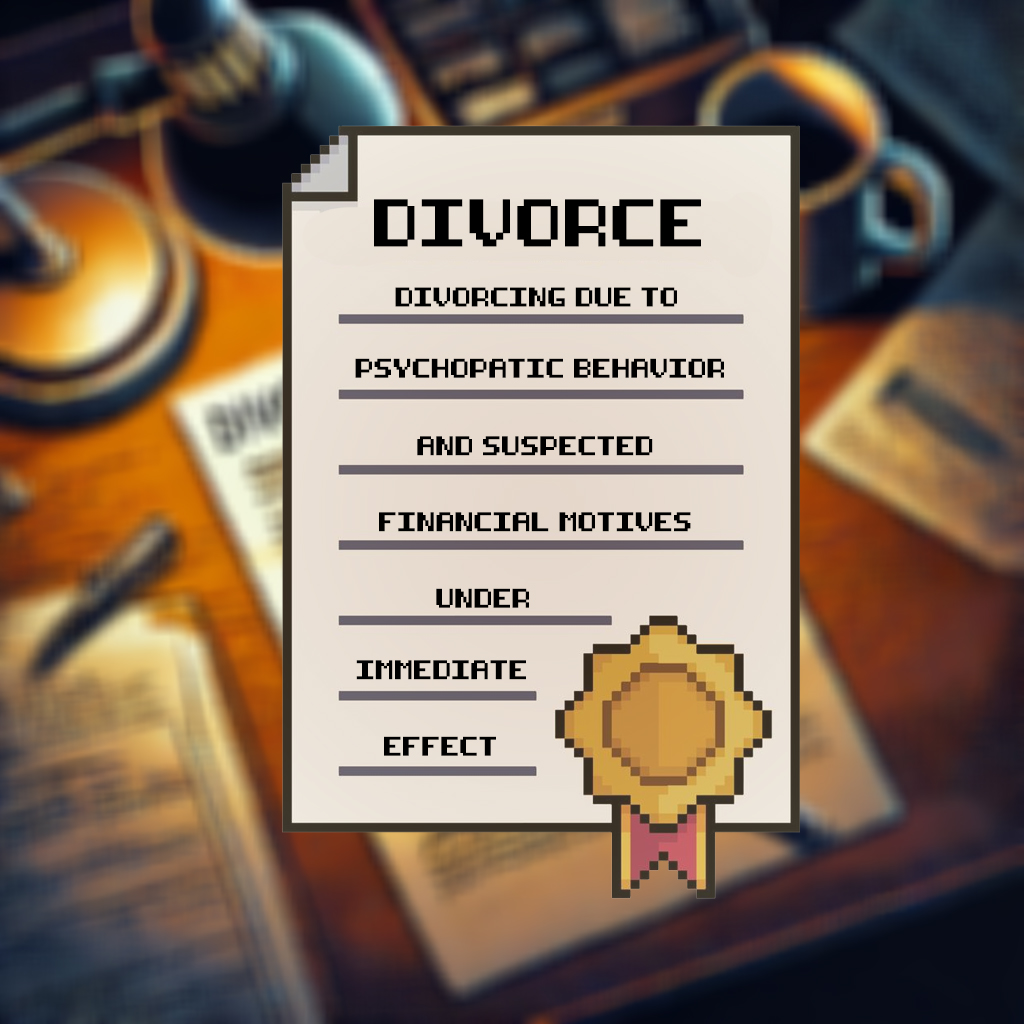 DIVORCE
DIVORCING DUE TO
PSYCHOPATIC BEHAVIOR
AND SUSPECTED
FINANCIAL MOTIVES
UNDER
IMMEDIATE
EFFECT